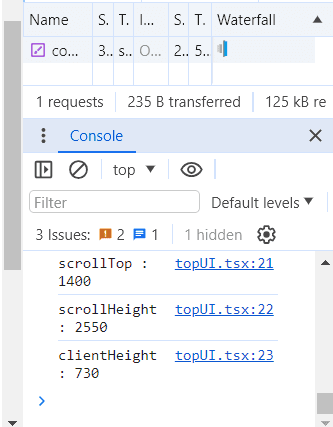 Name S. T. I... S. T. Waterfall
co... 3.. s.. O... 2.. 5..
1 requests 235 B transferred 125 kB re
Console
top
Filter Default levels
3 Issues: 2 1 1 hidden
scrollTop : topUI.tsx:21
1400
scrollHeight topUI.tsx:22
: 2550
clientHeight topUI.tsx:23
: 730